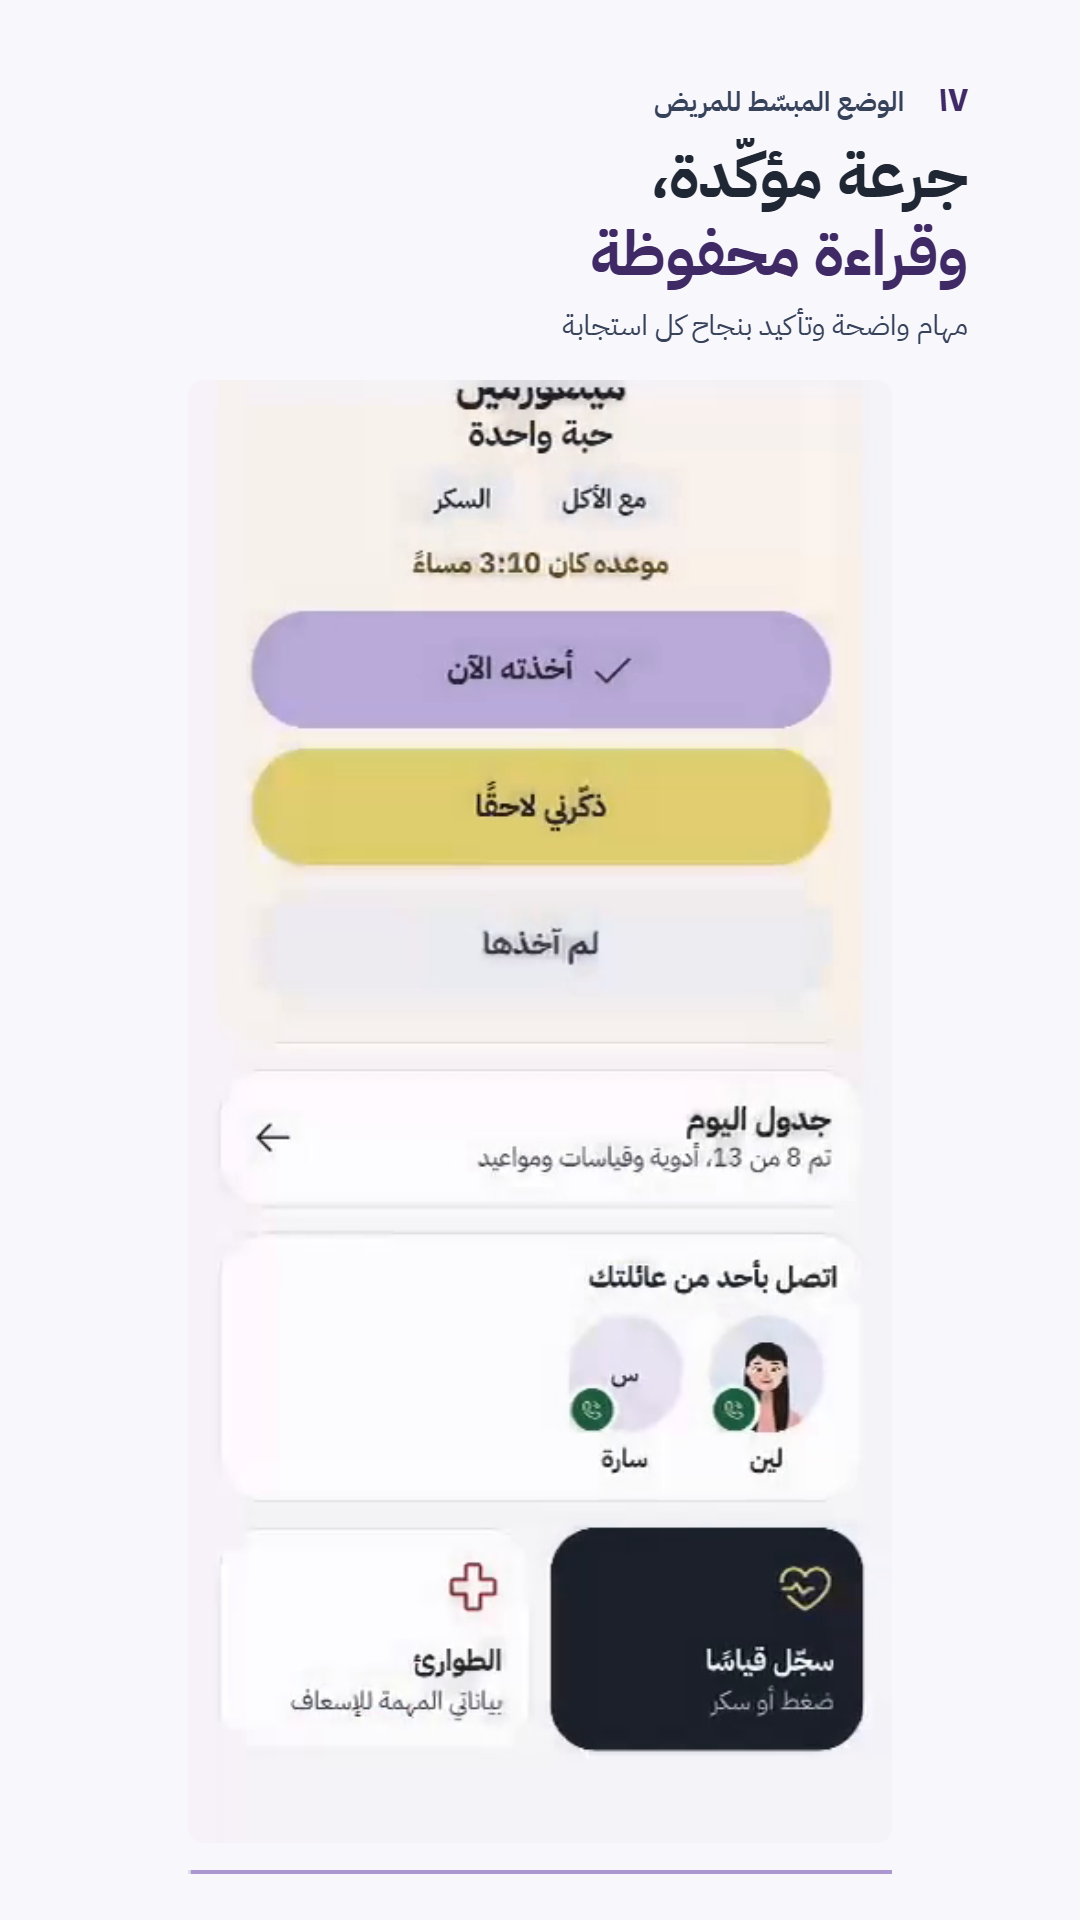 ١٧ الوضع المبسّط للمريض
جرعة مؤكّدة،
وقراءة محفوظة
مهام واضحة وتأكيد بنجاح كل استجابة
حبة واحدة
مع الأكل السكر
موعده كان 3:10 مساءً
أخذته الآن
ذكّرني لاحقًا
لم آخذها
جدول اليوم
تم 8 من 13، أدوية وقياسات ومواعيد
اتصل بأحد من عائلتك
س
لين سارة
سجّل قياسًا
ضغط أو سكر
الطوارئ
بياناتي المهمة للإسعاف